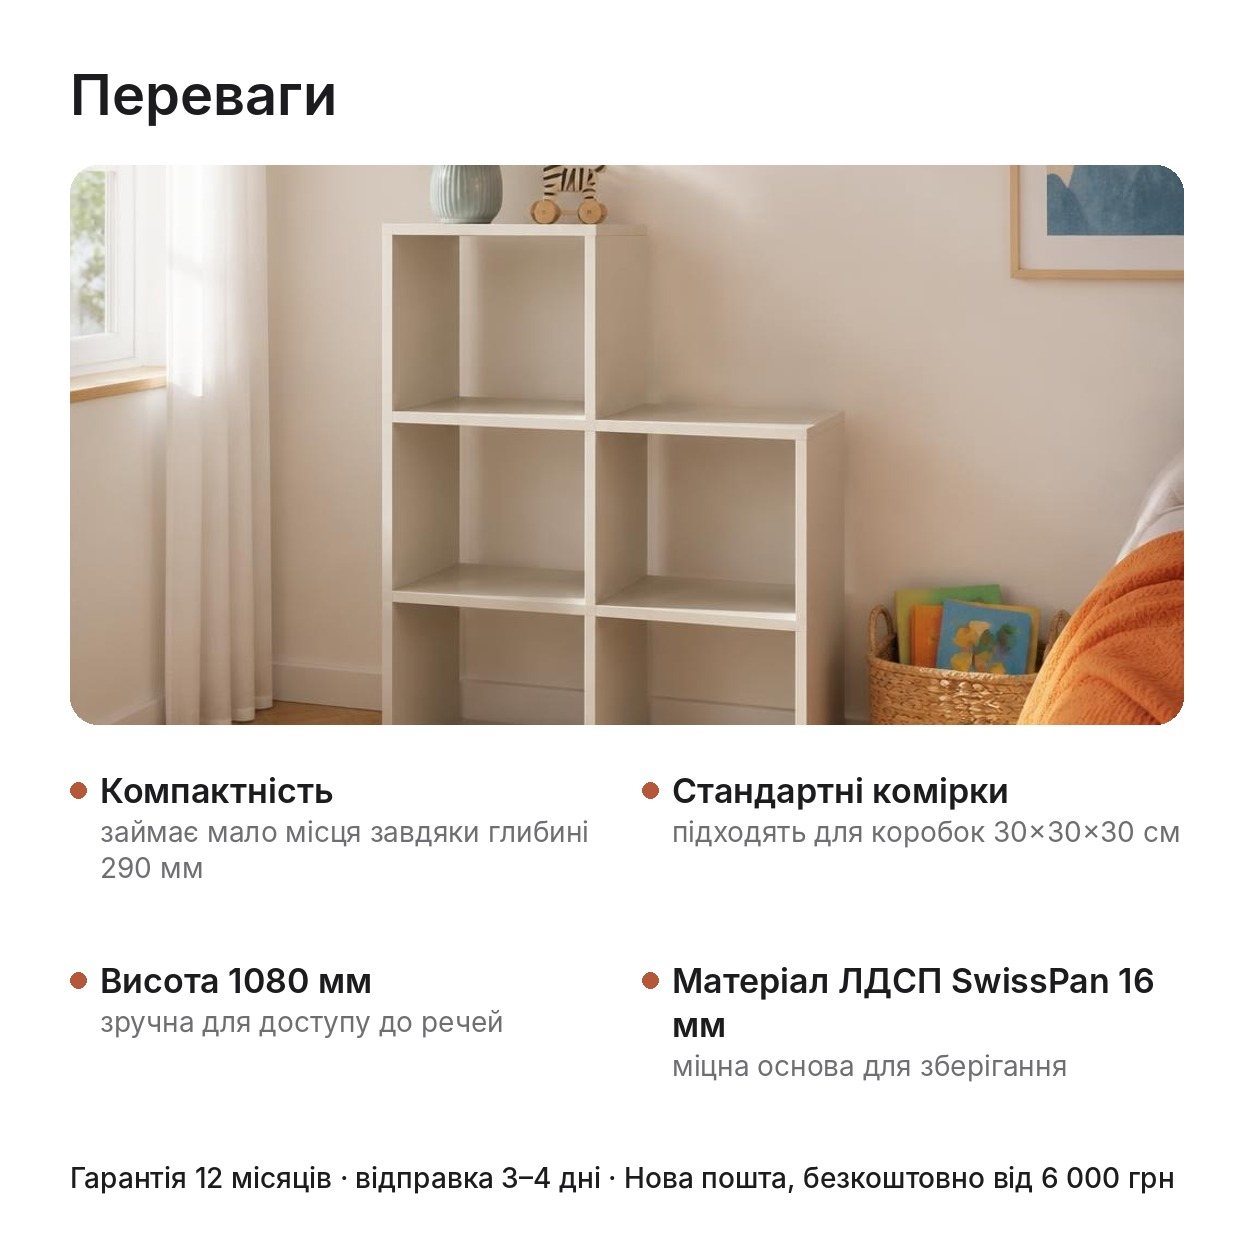 Переваги
Компактність
займає мало місця завдяки глибині
290 мм
Стандартні комірки
підходять для коробок 30×30×30 см
Висота 1080 мм
зручна для доступу до речей
Матеріал ЛДСП SwissPan 16
мм
міцна основа для зберігання
Гарантія 12 місяців · відправка 3–4 дні · Нова пошта, безкоштовно від 6 000 грн